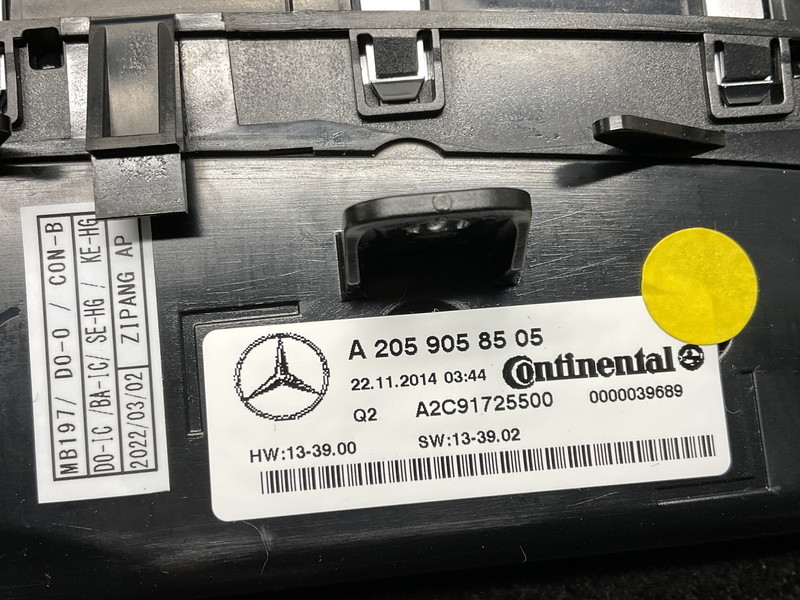 MB197/ DO-O / CON-B
DO-IC /BA-IC/ SE-HG / KE-HG
2022/03/02 ZIPANG AP
A 205 905 85 05
22.11.2014 03:44 Continental
Q2 A2C91725500 0000039689
HW:13-39.00 SW:13-39.02